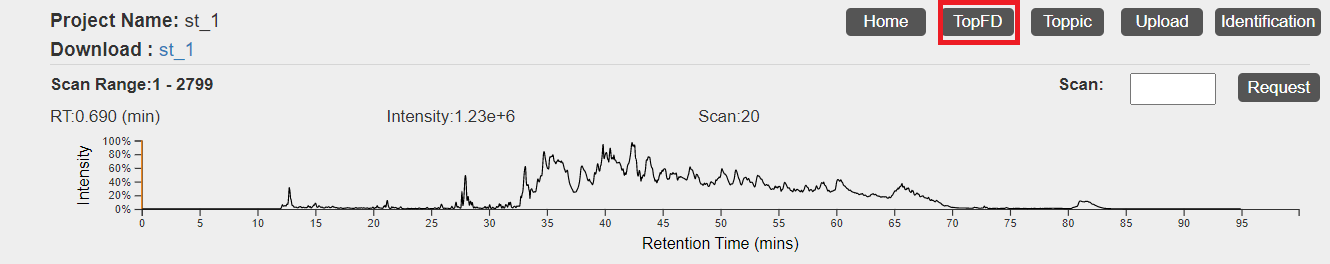 Project Name: st_1
Home TopFD Toppic Upload Identification
Download : st_1
Scan Range:1 - 2799
Scan: Request
RT:0.690 (min) Intensity:1.23e+6 Scan:20
Intensity
100%
80%
60%
40%
20%
0%
0 5 10 15 20 25 30 35 40 45 50 55 60 65 70 75 80 85 90 95
Retention Time (mins)